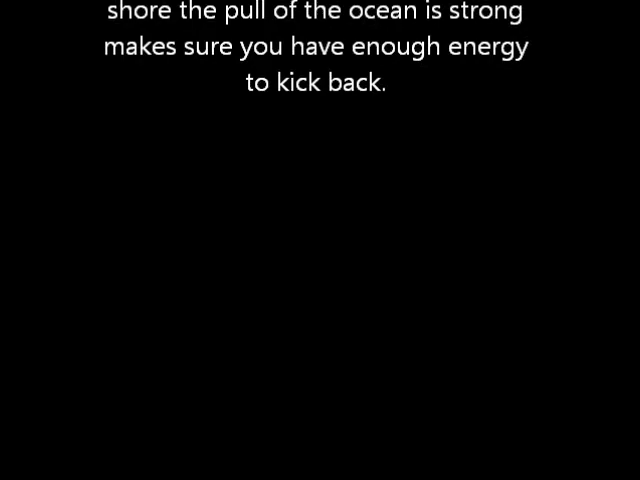 shore the pull of the ocean is strong
makes sure you have enough energy
to kick back.